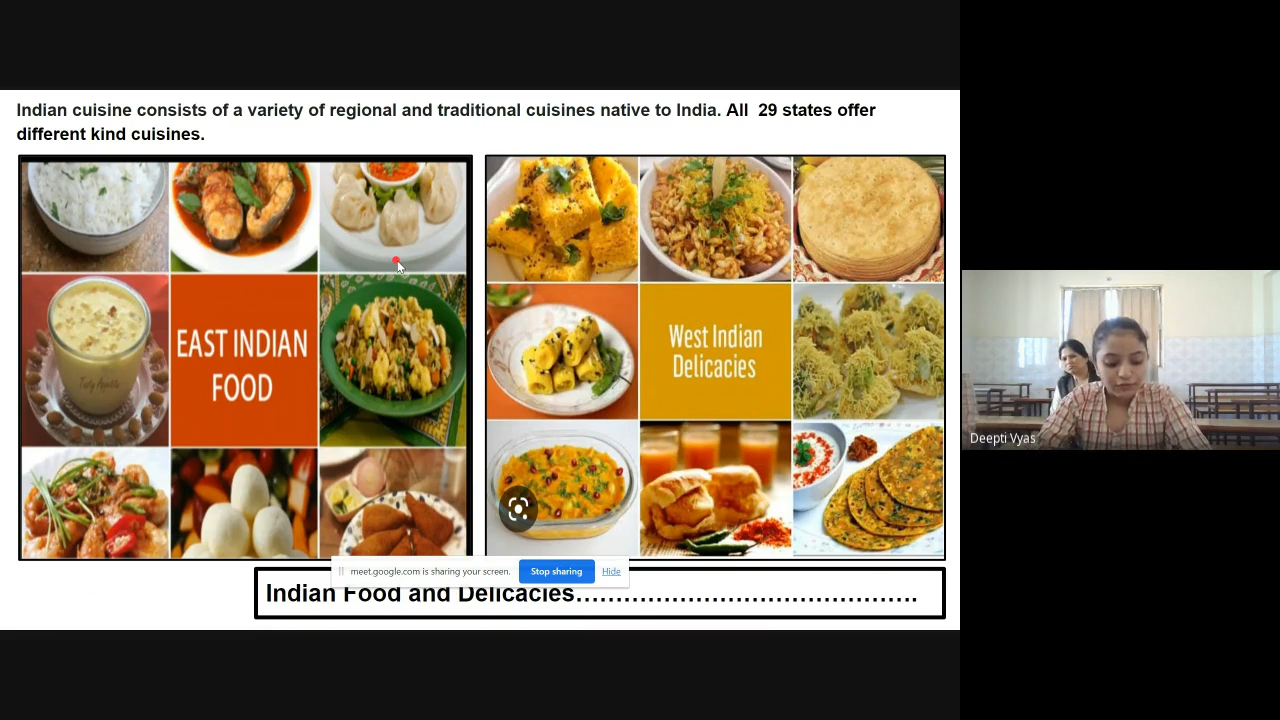 Indian cuisine consists of a variety of regional and traditional cuisines native to India. All  29 states offer
different kind cuisines.
EAST INDIAN
FOOD
Tasty Appetite
West Indian
Delicacies
meet.google.com is sharing your screen.
Stop sharing
Hide
Indian Food and Delicacies……………………………………
Deepti Vyas